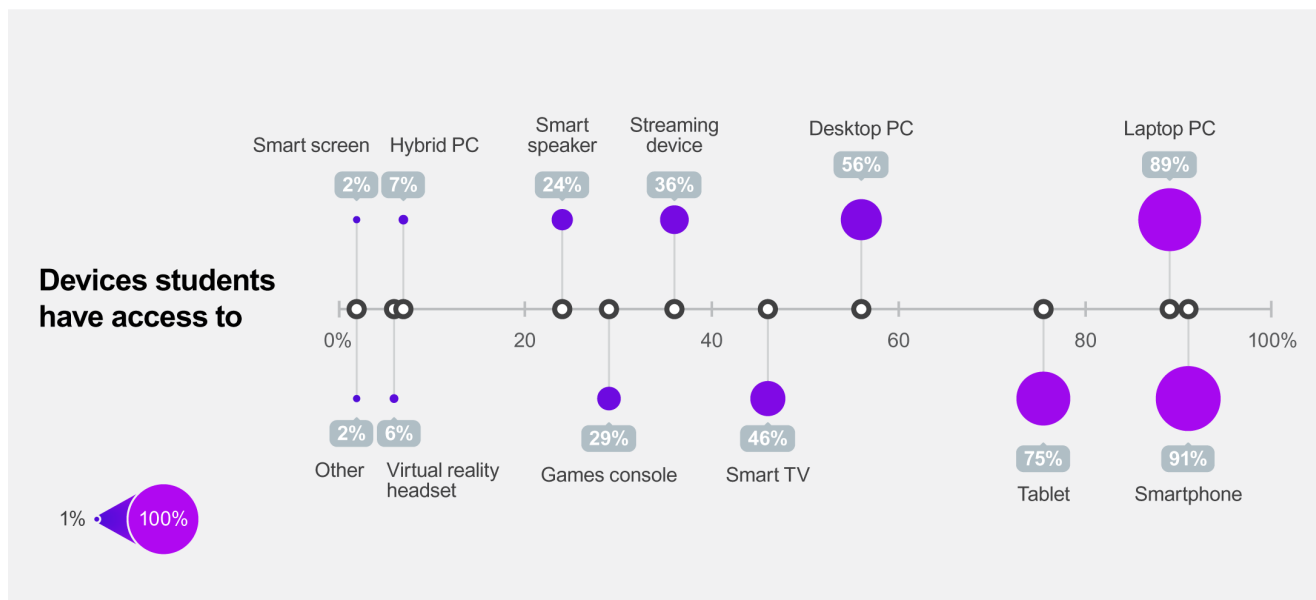 Devices students
have access to
Smart screen
2%
Hybrid PC
7%
Smart
speaker
24%
Streaming
device
36%
Desktop PC
56%
Laptop PC
89%
0%
20
40
60
80
100%
2%
Other
6%
Virtual reality
headset
29%
Games console
46%
Smart TV
75%
Tablet
91%
Smartphone
1%
100%